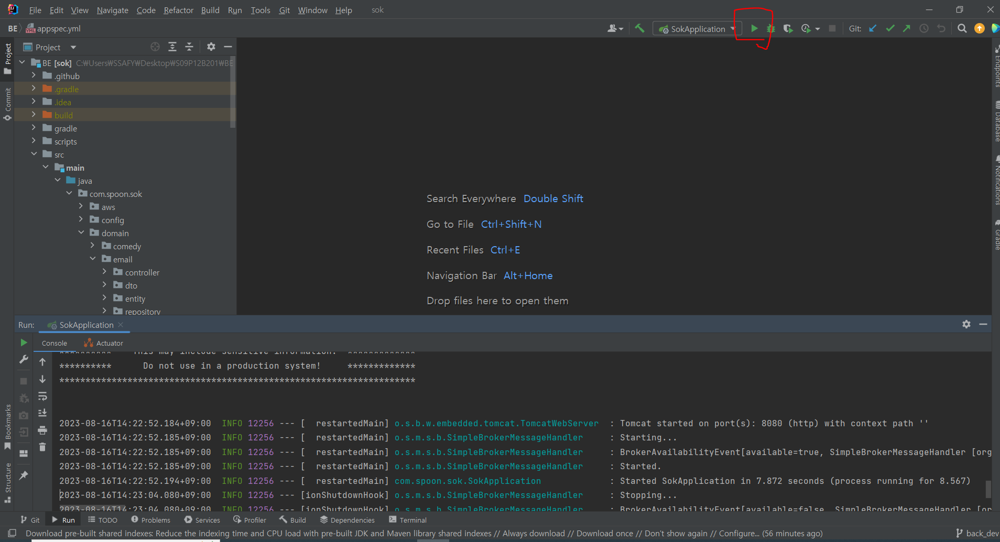 File Edit View Navigate Code Refactor Build Run Tools Git Window Help sok
BE appspec.yml
SokApplication
Git:
Project
Project
Commit
BE [sok] C:₩Users₩SSAFY₩Desktop₩S09P12B201₩BE
.github
.gradle
.idea
build
gradle
scripts
src
main
java
com.spoon.sok
aws
config
domain
comedy
email
controller
dto
entity
repository
Search Everywhere Double Shift
Go to File Ctrl+Shift+N
Recent Files Ctrl+E
Navigation Bar Alt+Home
Drop files here to open them
Endpoints
Database
Notifications
Gradle
Run: SokApplication
Console Actuator
********** This may include sensitive information. *************
********** Do not use in a production system! *************
********************************************************************
2023-08-16T14:22:52.184+09:00 INFO 12256 --- [ restartedMain] o.s.b.w.embedded.tomcat.TomcatWebServer : Tomcat started on port(s): 8080 (http) with context path ''
2023-08-16T14:22:52.185+09:00 INFO 12256 --- [ restartedMain] o.s.m.s.b.SimpleBrokerMessageHandler : Starting...
2023-08-16T14:22:52.185+09:00 INFO 12256 --- [ restartedMain] o.s.m.s.b.SimpleBrokerMessageHandler : BrokerAvailabilityEvent[available=true, SimpleBrokerMessageHandler [org
2023-08-16T14:22:52.185+09:00 INFO 12256 --- [ restartedMain] o.s.m.s.b.SimpleBrokerMessageHandler : Started.
2023-08-16T14:22:52.194+09:00 INFO 12256 --- [ restartedMain] com.spoon.sok.SokApplication : Started SokApplication in 7.872 seconds (process running for 8.567)
2023-08-16T14:23:04.080+09:00 INFO 12256 --- [ionShutdownHook] o.s.m.s.b.SimpleBrokerMessageHandler : Stopping...
2023-08-16T14:23:04.080+09:00 INFO 12256 --- [ionShutdownHook] o.s.m.s.b.SimpleBrokerMessageHandler : BrokerAvailabilityEvent[available=false, SimpleBrokerMessageHandler [or
Bookmarks
Structure
Git Run TODO Problems Services Profiler Build Dependencies Terminal
Download pre-built shared indexes: Reduce the indexing time and CPU load with pre-built JDK and Maven library shared indexes // Always download // Download once // Don't show again // Configure... (56 minutes ago) back_dev